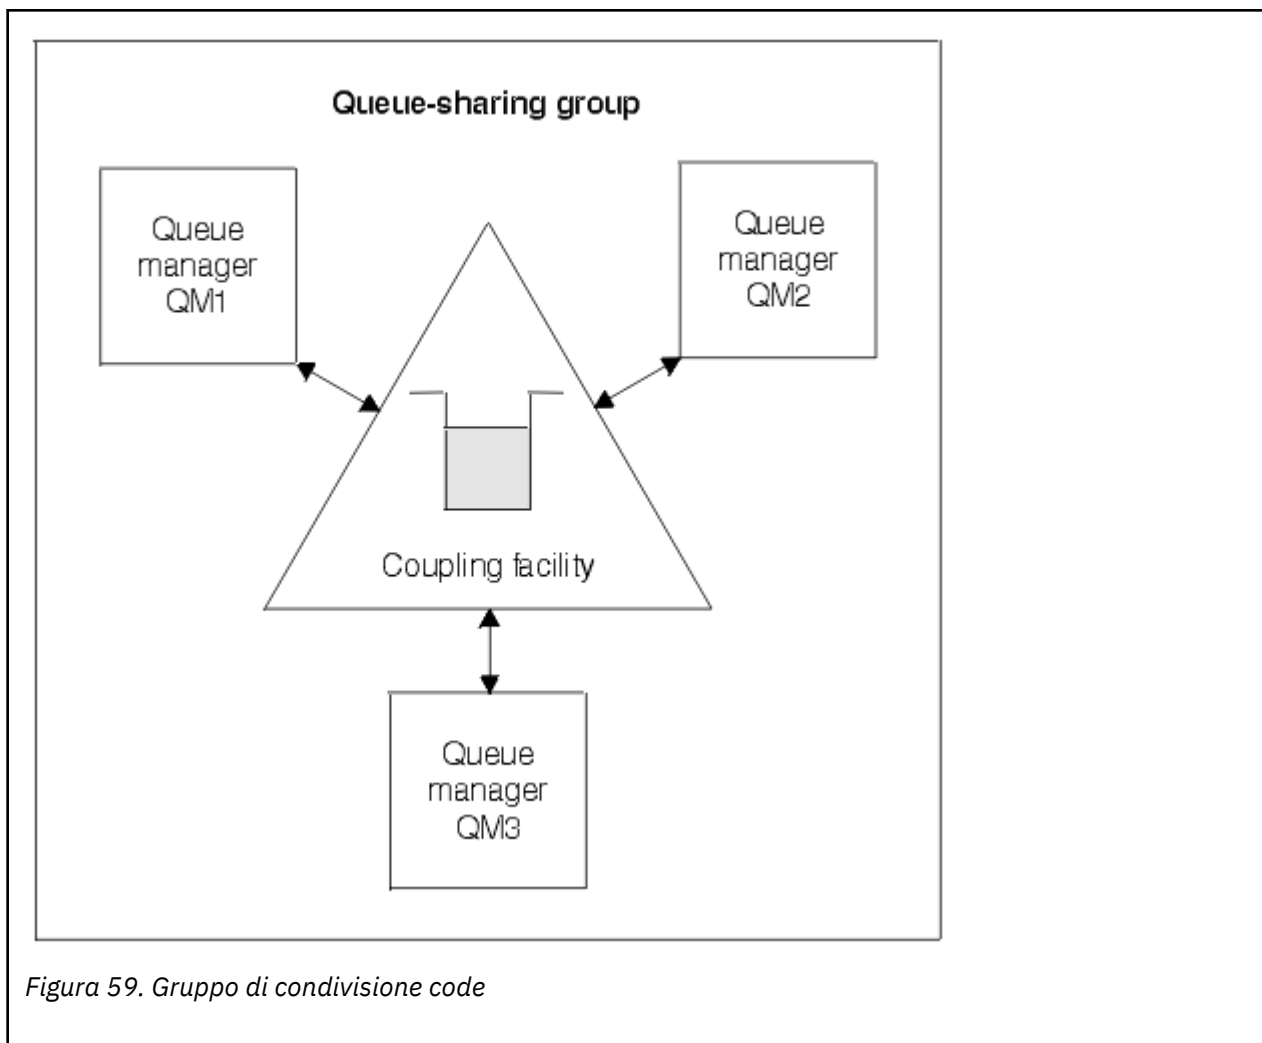 Queue-sharing group
Queue
manager
QM1
Queue
manager
QM2
Coupling facility
Queue
manager
QM3
Figura 59. Gruppo di condivisione code